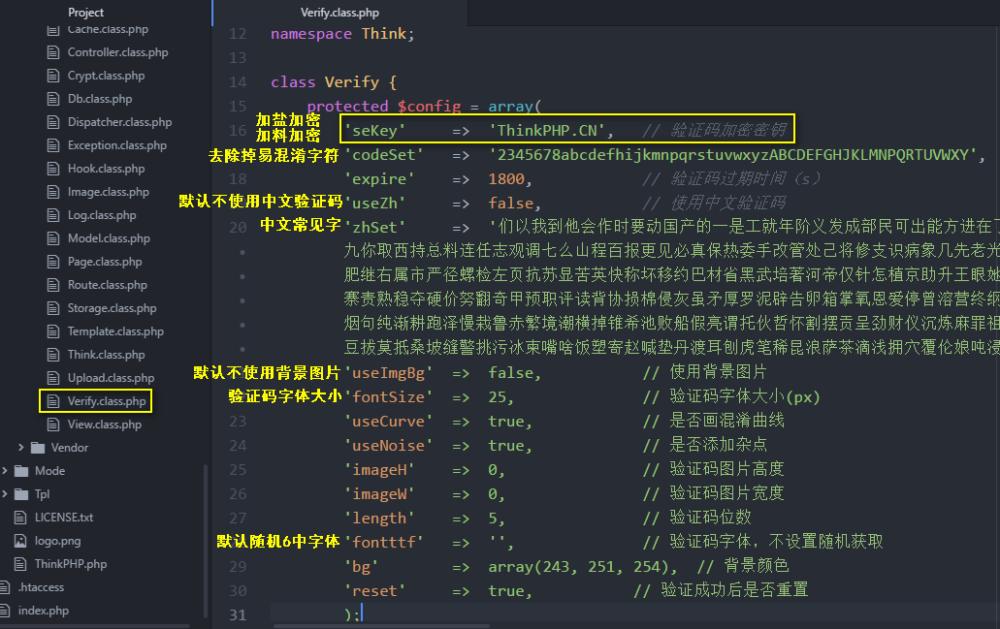 Project
Cache.class.php
Controller.class.php
Crypt.class.php
Db.class.php
Dispatcher.class.php
Exception.class.php
Hook.class.php
Image.class.php
Log.class.php
Model.class.php
Page.class.php
Route.class.php
Storage.class.php
Template.class.php
Think.class.php
Upload.class.php
Verify.class.php
View.class.php
Vendor
Mode
Tpl
LICENSE.txt
logo.png
ThinkPHP.php
.htaccess
index.php
Verify.class.php
12 namespace Think;
13
14 class Verify {
15 protected $config = array(
加盐加密
加料加密
16 'seKey' => 'ThinkPHP.CN', // 验证码加密密钥
去除掉易混淆字符 'codeSet' => '2345678abcdefhijkmnpqrstuvwxyzABCDEFGHJKLMNPQRTUVWXY',
18 'expire' => 1800, // 验证码过期时间（s）
默认不使用中文验证码 'useZh' => false, // 使用中文验证码
20 中文常见字 'zhSet' => '们以我到他会作时要动国产的一是工就年阶义发成部民可出能方进在了
九你取西持总料连任志观调七么山程百报更见必真保热委手改管处己将修支识病象几先老光
肥继右属市严径螺检左页抗苏显苦英快称坏移约巴材省黑武培著河帝仅针怎植京助升王眼她
寨责熟稳夺硬价努翻奇甲预职评读背协损棉侵灰虽矛厚罗泥辟告卵箱掌氧恩爱停曾溶营终纲
烟句纯渐耕跑泽慢栽鲁赤繁境潮横掉锥希池败船假亮谓托伙哲怀割摆贡呈劲财仪沉炼麻罪祖
豆拔莫抵桑坡缝警挑污冰柬嘴啥饭塑寄赵喊垫丹渡耳刨虎笔稀昆浪萨茶滴浅拥穴覆伦娘吨浸
默认不使用背景图片 'useImgBg' => false, // 使用背景图片
验证码字体大小 'fontSize' => 25, // 验证码字体大小(px)
23 'useCurve' => true, // 是否画混淆曲线
24 'useNoise' => true, // 是否添加杂点
25 'imageH' => 0, // 验证码图片高度
26 'imageW' => 0, // 验证码图片宽度
27 'length' => 5, // 验证码位数
默认随机6中字体 'fontttf' => '', // 验证码字体，不设置随机获取
29 'bg' => array(243, 251, 254), // 背景颜色
30 'reset' => true, // 验证成功后是否重置
31 );